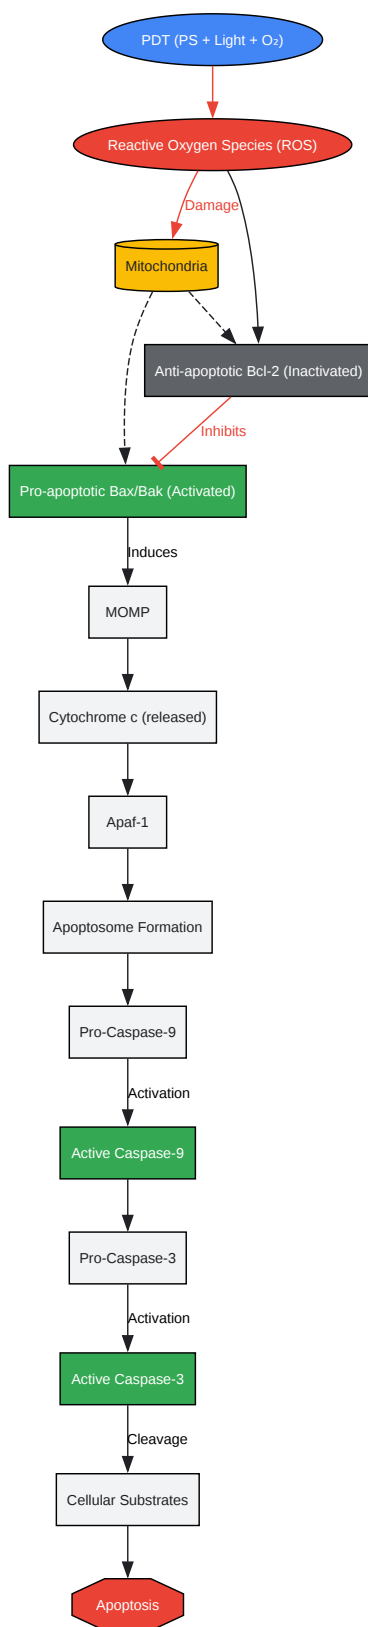 PDT (PS + Light + O₂)
Reactive Oxygen Species (ROS)
Damage
Mitochondria
Anti-apoptotic Bcl-2 (Inactivated)
Inhibits
Pro-apoptotic Bax/Bak (Activated)
Induces
MOMP
Cytochrome c (released)
Apaf-1
Apoptosome Formation
Pro-Caspase-9
Activation
Active Caspase-9
Pro-Caspase-3
Activation
Active Caspase-3
Cleavage
Cellular Substrates
Apoptosis